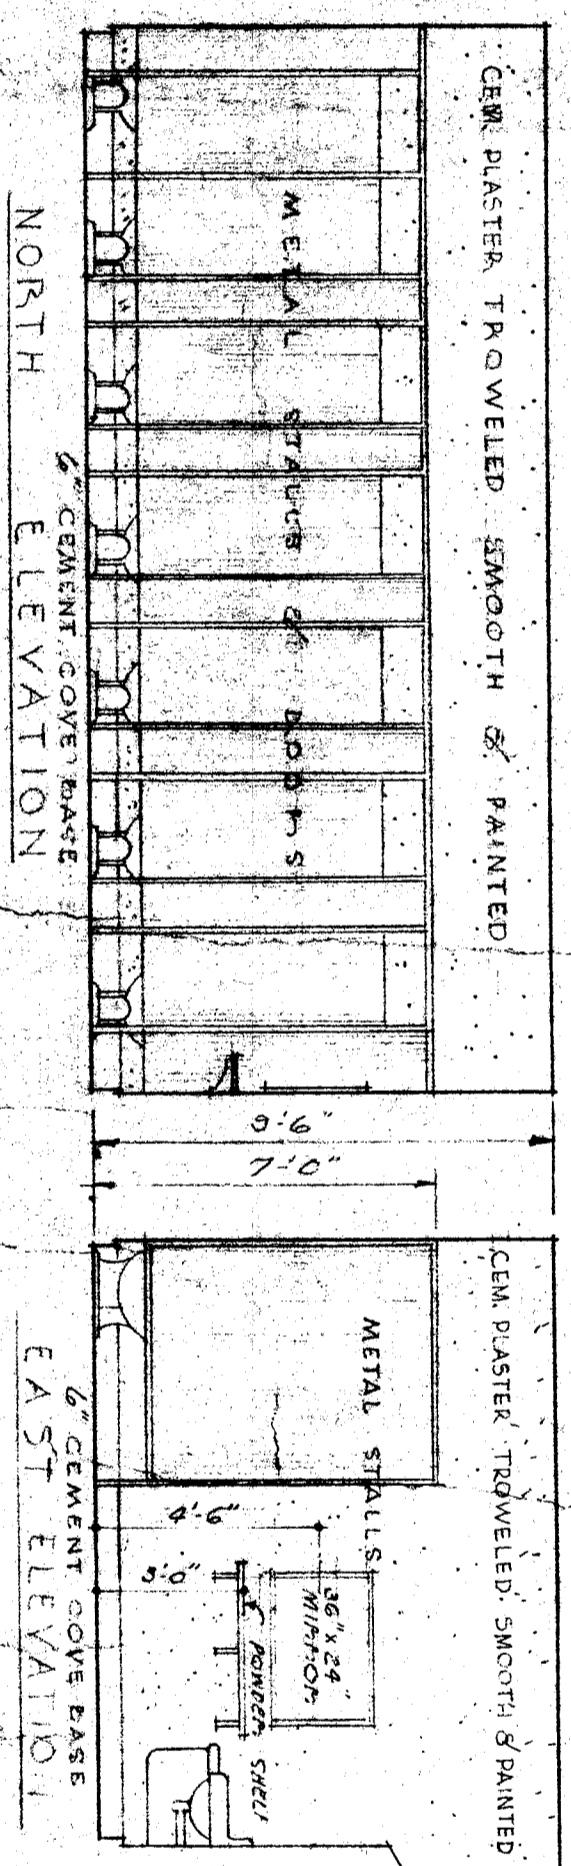 CEM. PLASTER TROWELED SMOOTH & PAINTED
METAL STALLS & DOORS
6" CEMENT COVE BASE
NORTH ELEVATION
9'-6"
7'-0"
CEM. PLASTER TROWELED SMOOTH & PAINTED
METAL STALLS
4'-6"
3'-0"
36" x 24"
MIRROR
POWDER SHELF
6" CEMENT COVE BASE
EAST ELEVATIO